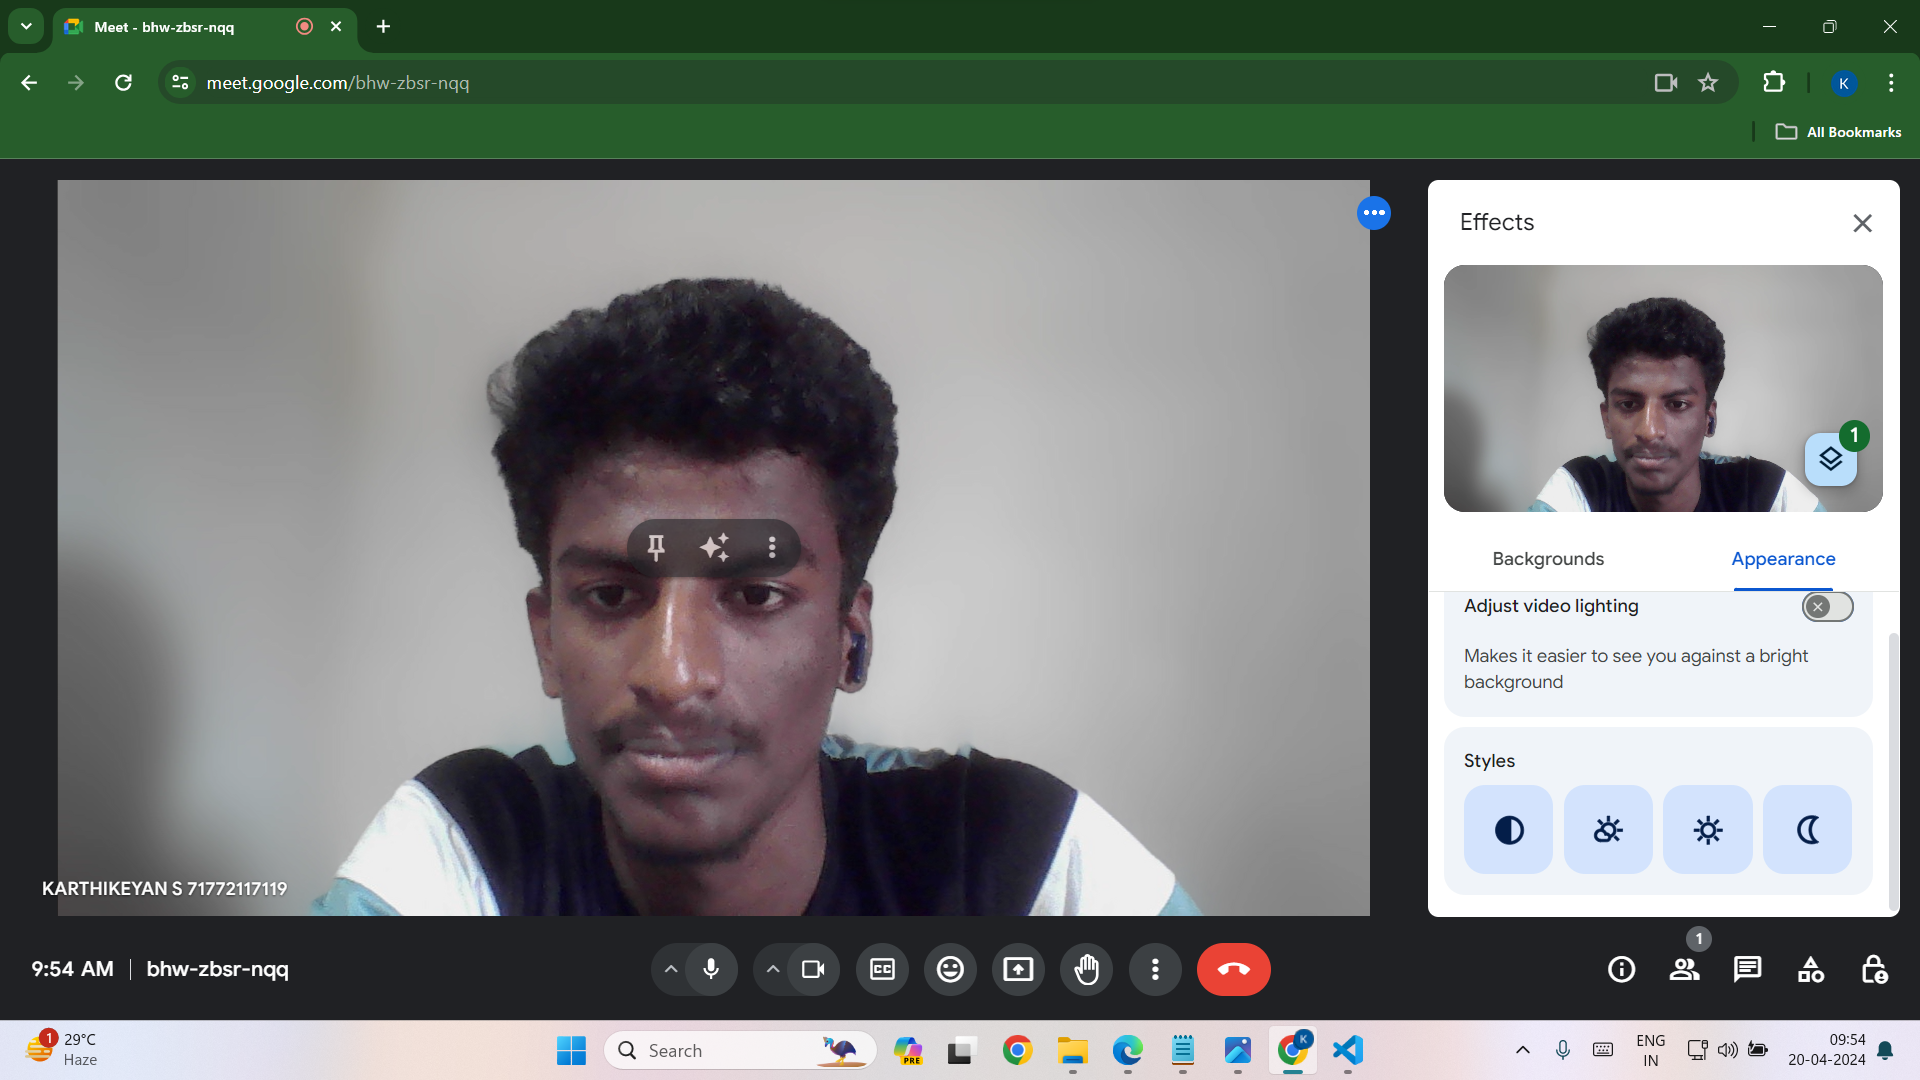 Meet - bhw-zbsr-nqq
meet.google.com/bhw-zbsr-nqq
K
All Bookmarks
Effects
1
Backgrounds
Appearance
Adjust video lighting
Makes it easier to see you against a bright
background
Styles
KARTHIKEYAN S 71772117119
9:54 AM
bhw-zbsr-nqq
CC
1
1
29°C
Haze
Search
PRE
K
ENG
IN
09:54
20-04-2024